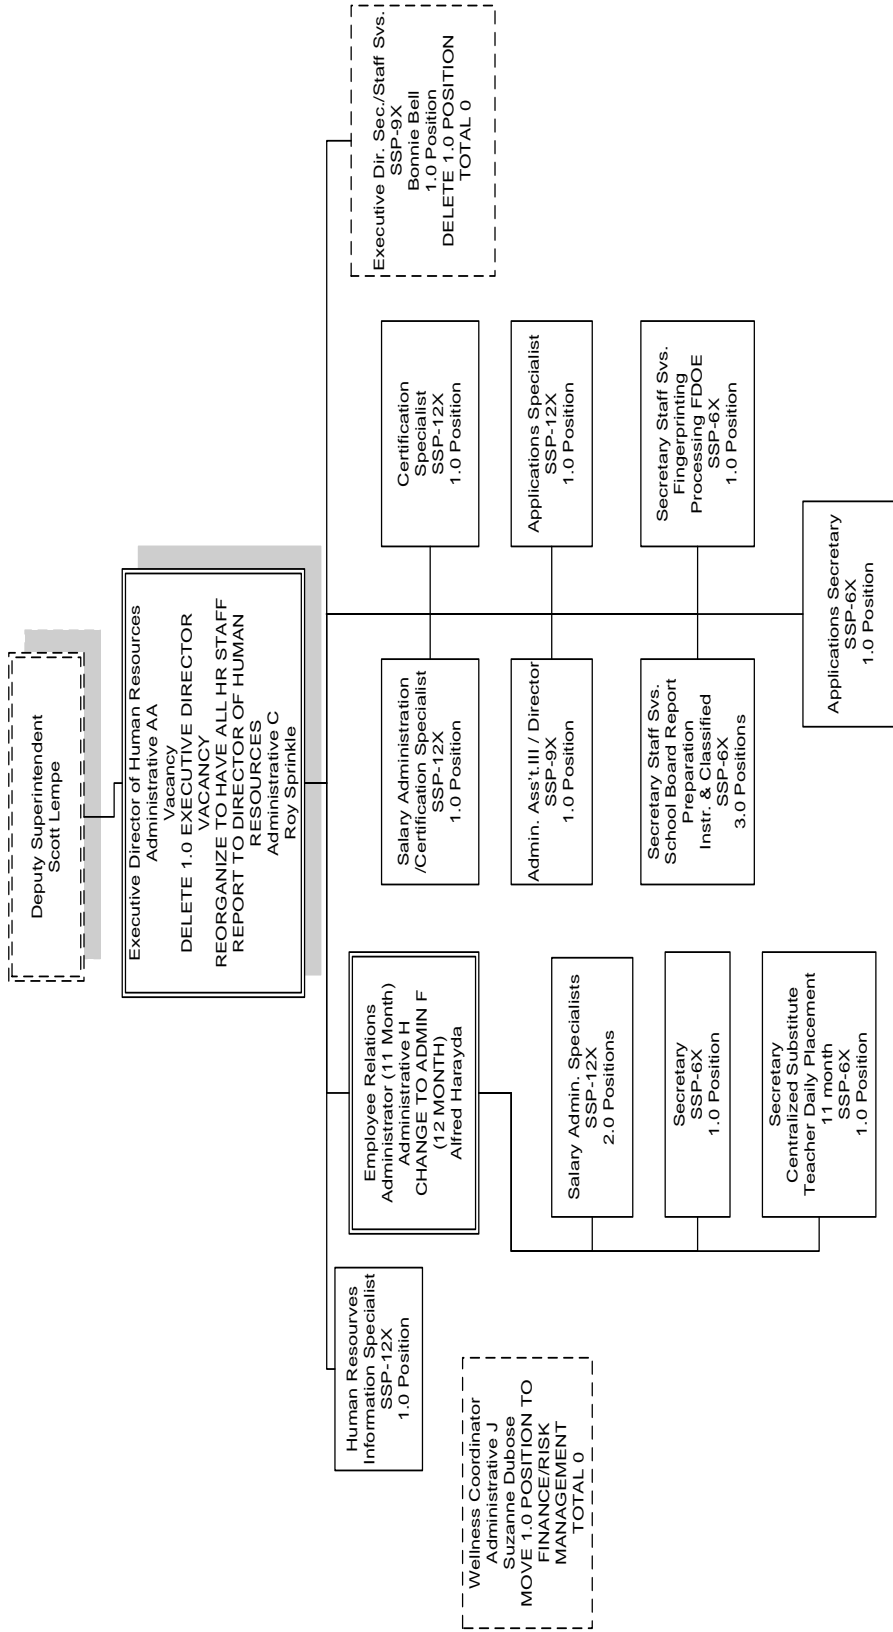 Deputy Superintendent
Scott Lempe
Executive Director of Human Resources
Administrative AA
Vacancy
DELETE 1.0 EXECUTIVE DIRECTOR
VACANCY
REORGANIZE TO HAVE ALL HR STAFF
REPORT TO DIRECTOR OF HUMAN
RESOURCES
Administrative C
Roy Sprinkle
Human Resourves
Information Specialist
SSP-12X
1.0 Position
Employee Relations
Administrator (11 Month)
Administrative H
CHANGE TO ADMIN F
(12 MONTH)
Alfred Harayda
Executive Dir. Sec./Staff Svs.
SSP-9X
Bonnie Bell
1.0 Position
DELETE 1.0 POSITION
TOTAL 0
Wellness Coordinator
Administrative J
Suzanne Dubose
MOVE 1.0 POSITION TO
FINANCE/RISK
MANAGEMENT
TOTAL 0
Salary Admin. Specialists
SSP-12X
2.0 Positions
Secretary
SSP-6X
1.0 Position
Secretary
Centralized Substitute
Teacher Daily Placement
11 month
SSP-6X
1.0 Position
Salary Administration
/Certification Specialist
SSP-12X
1.0 Position
Certification
Specialist
SSP-12X
1.0 Position
Admin. Ass't.III / Director
SSP-9X
1.0 Position
Applications Specialist
SSP-12X
1.0 Position
Secretary Staff Svs.
School Board Report
Preparation
Instr. & Classified
SSP-6X
3.0 Positions
Secretary Staff Svs.
Fingerprinting
Processing FDOE
SSP-6X
1.0 Position
Applications Secretary
SSP-6X
1.0 Position